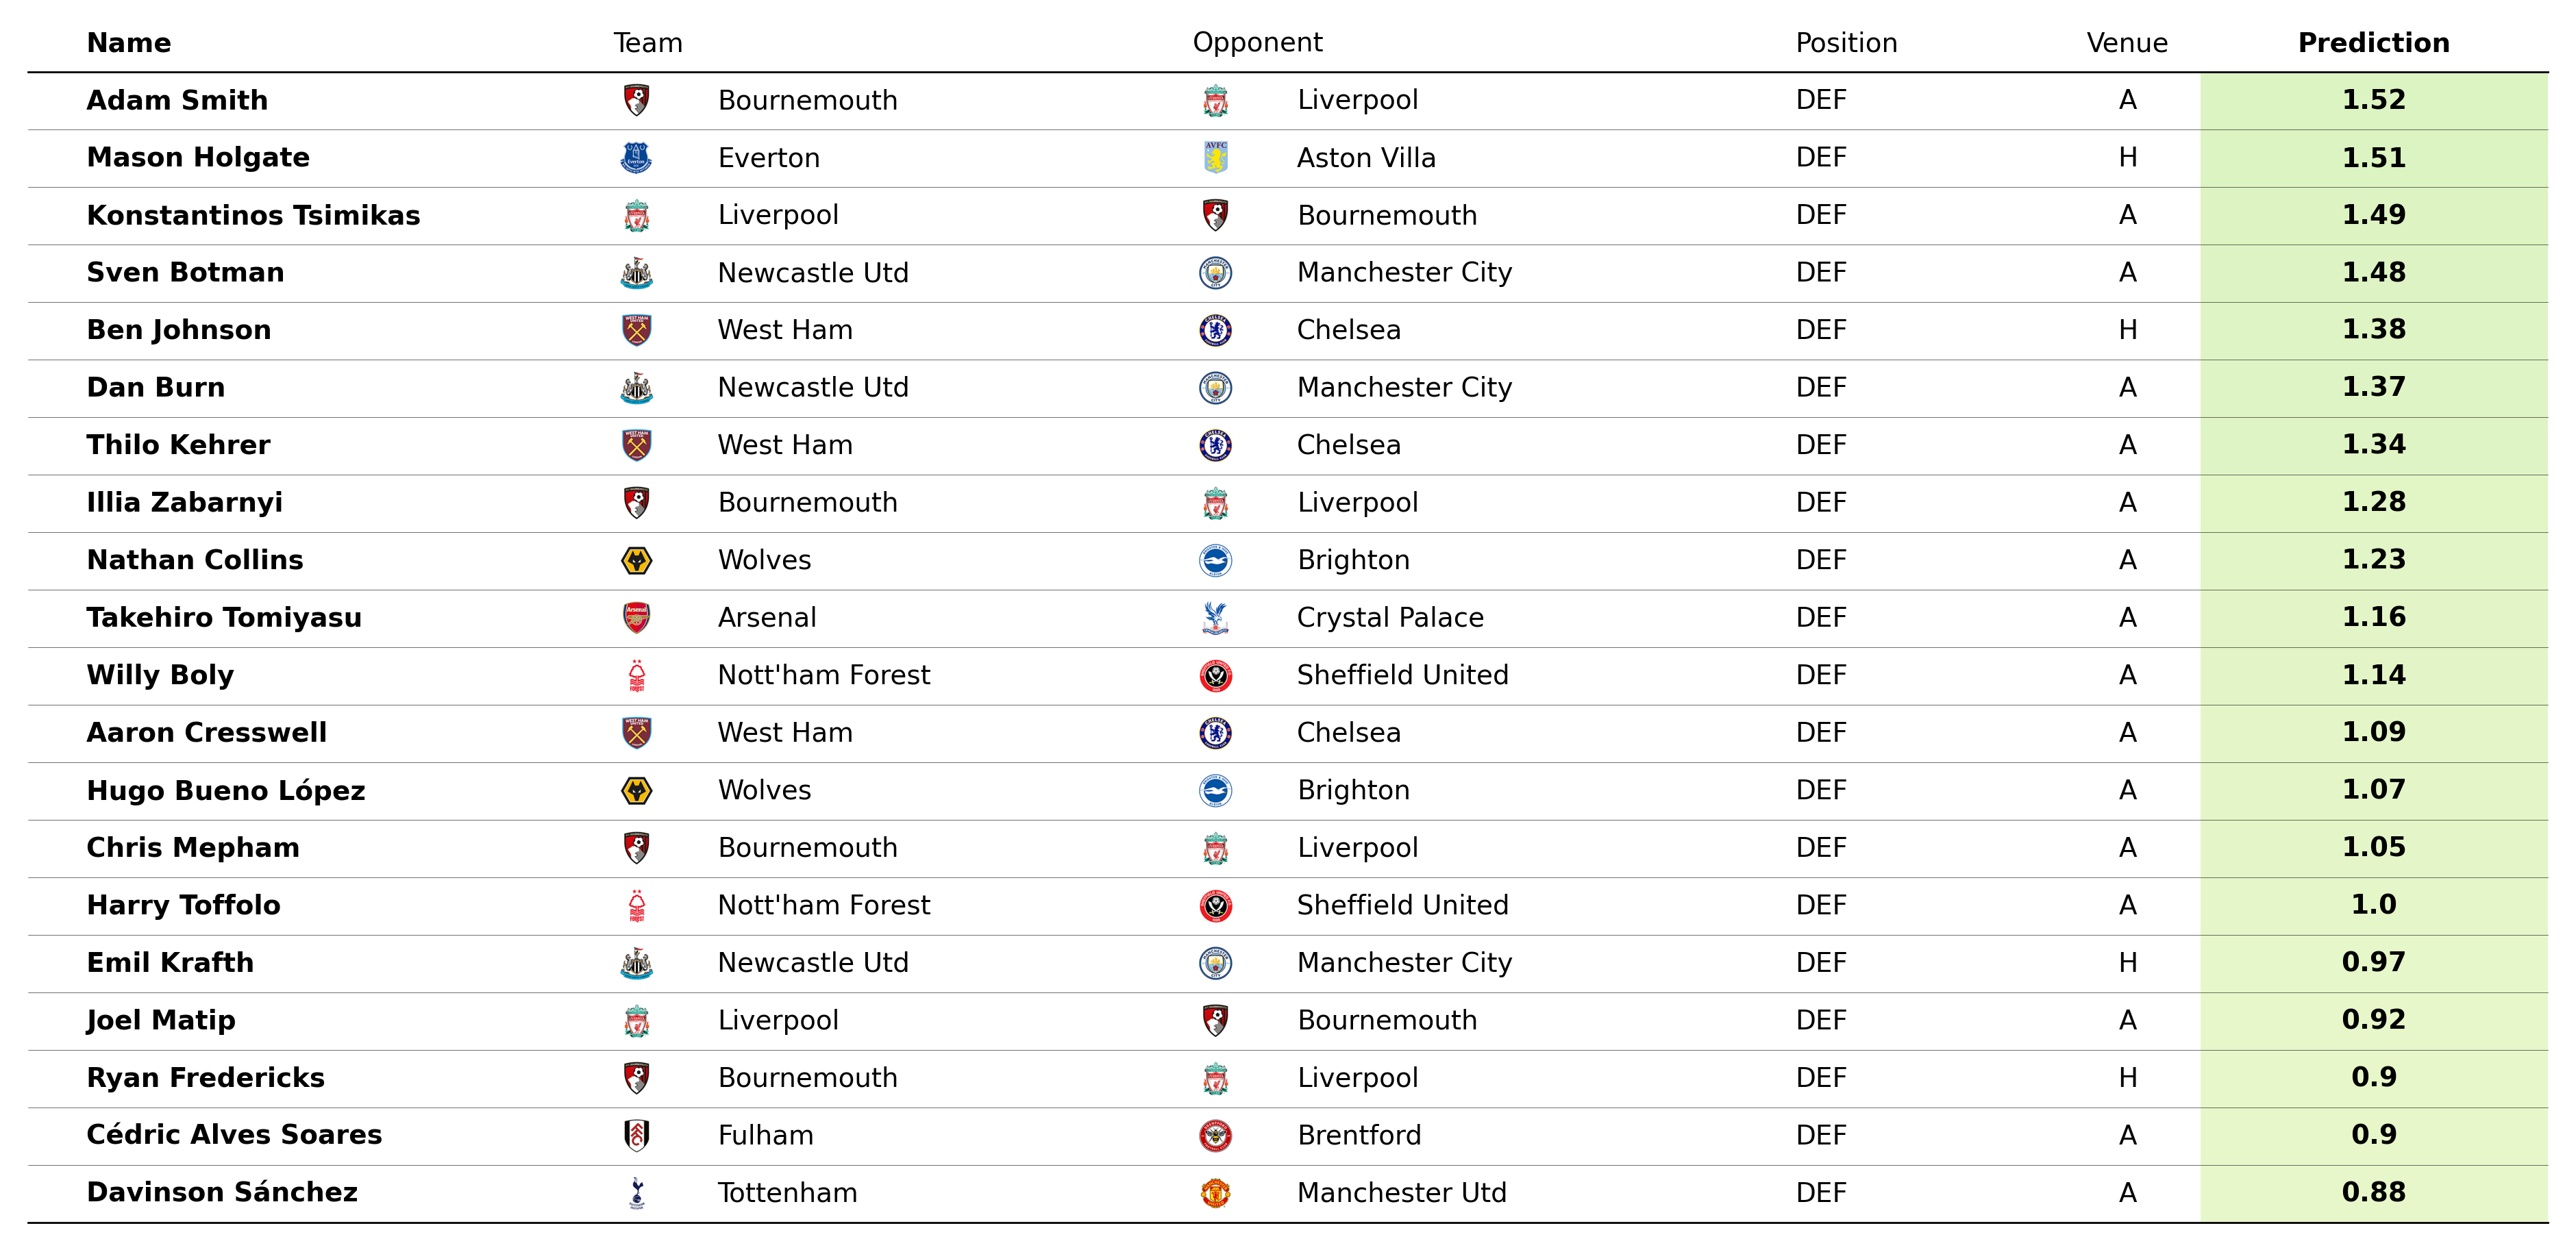 Name Team Opponent Position Venue Prediction
Adam Smith Bournemouth Liverpool DEF A 1.52
Mason Holgate Everton Aston Villa DEF H 1.51
Konstantinos Tsimikas Liverpool Bournemouth DEF A 1.49
Sven Botman Newcastle Utd Manchester City DEF A 1.48
Ben Johnson West Ham Chelsea DEF H 1.38
Dan Burn Newcastle Utd Manchester City DEF A 1.37
Thilo Kehrer West Ham Chelsea DEF A 1.34
Illia Zabarnyi Bournemouth Liverpool DEF A 1.28
Nathan Collins Wolves Brighton DEF A 1.23
Takehiro Tomiyasu Arsenal Crystal Palace DEF A 1.16
Willy Boly Nott'ham Forest Sheffield United DEF A 1.14
Aaron Cresswell West Ham Chelsea DEF A 1.09
Hugo Bueno López Wolves Brighton DEF A 1.07
Chris Mepham Bournemouth Liverpool DEF A 1.05
Harry Toffolo Nott'ham Forest Sheffield United DEF A 1.0
Emil Krafth Newcastle Utd Manchester City DEF H 0.97
Joel Matip Liverpool Bournemouth DEF A 0.92
Ryan Fredericks Bournemouth Liverpool DEF H 0.9
Cédric Alves Soares Fulham Brentford DEF A 0.9
Davinson Sánchez Tottenham Manchester Utd DEF A 0.88